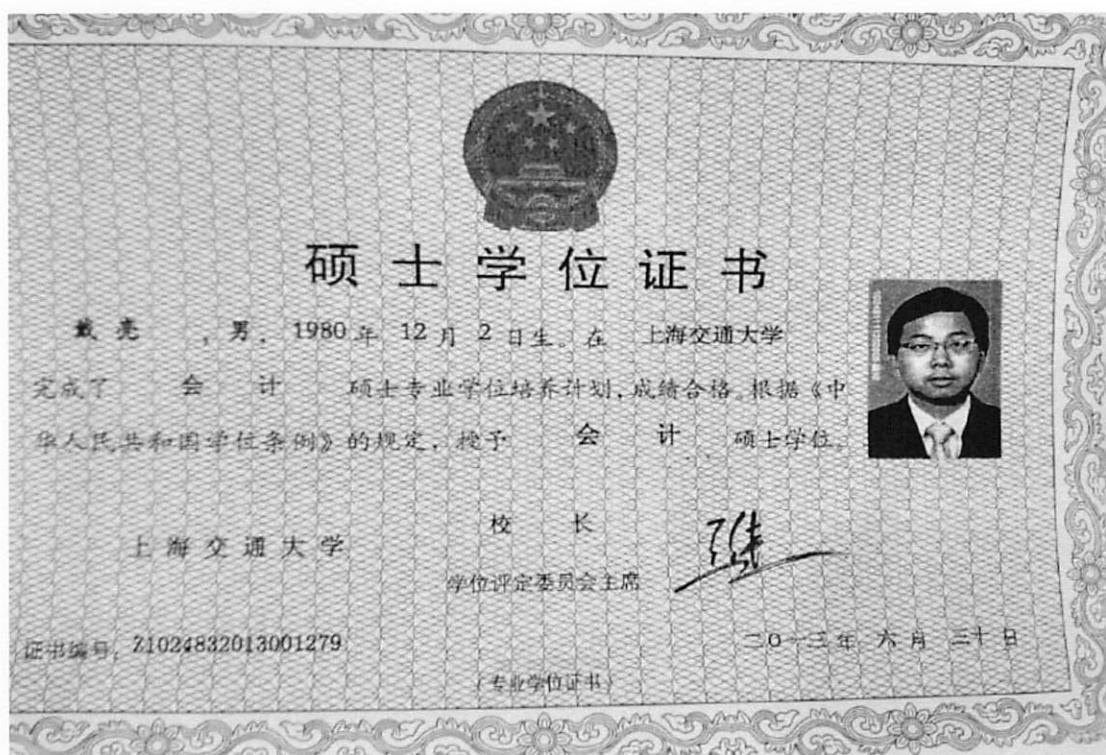 硕士学位证书
戴亮 ，男，1980年 12月 2日生。在 上海交通大学
完成了 会 计 硕士专业学位培养计划，成绩合格。根据《中
华人民共和国学位条例》的规定，授予 会 计 硕士学位。
校 长
上海交通大学
学位评定委员会主席
证书编号：Z1024832013001279
二〇一三年 六月 三十日
（专业学位证书）